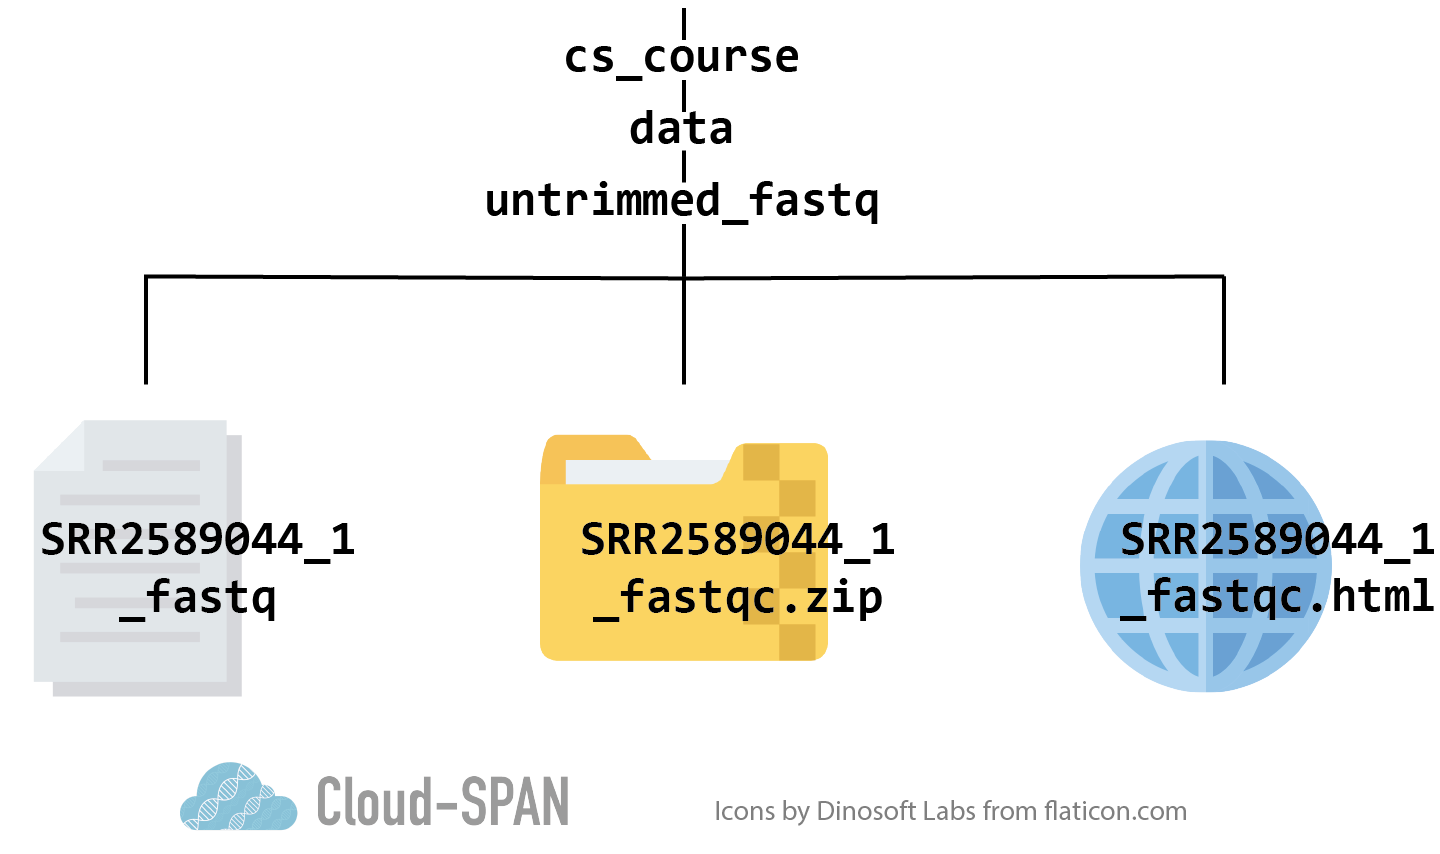 cs_course
data
untrimmed_fastq
SRR2589044_1
_fastq
SRR2589044_1
_fastqc.zip
SRR2589044_1
_fastqc.html
Cloud-SPAN
Icons by Dinosoft Labs from flaticon.com